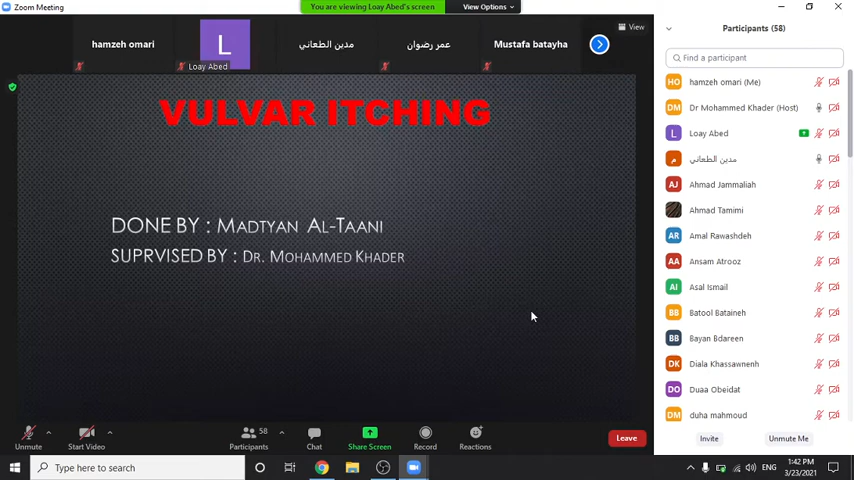 Zoom Meeting
You are viewing Loay Abed's screen
View Options
View
hamzeh omari
L
Loay Abed
مدين الطعاني
عمر رضوان
Mustafa batayha
VULVAR ITCHING
DONE BY : MADTYAN AL-TAANI
SUPRVISED BY : DR. MOHAMMED KHADER
Participants (58)
Find a participant
HO hamzeh omari (Me)
DM Dr Mohammed Khader (Host)
L Loay Abed
م مدين الطعاني
AJ Ahmad Jammaliah
Ahmad Tamimi
AR Amal Rawashdeh
AA Ansam Atrooz
AI Asal Ismail
BB Batool Bataineh
BB Bayan Bdareen
DK Diala Khassawnehh
DO Duaa Obeidat
DM duha mahmoud
Invite
Unmute Me
Unmute
Start Video
58
Participants
Chat
Share Screen
Record
Reactions
Leave
Type here to search
ENG
1:42 PM
3/23/2021